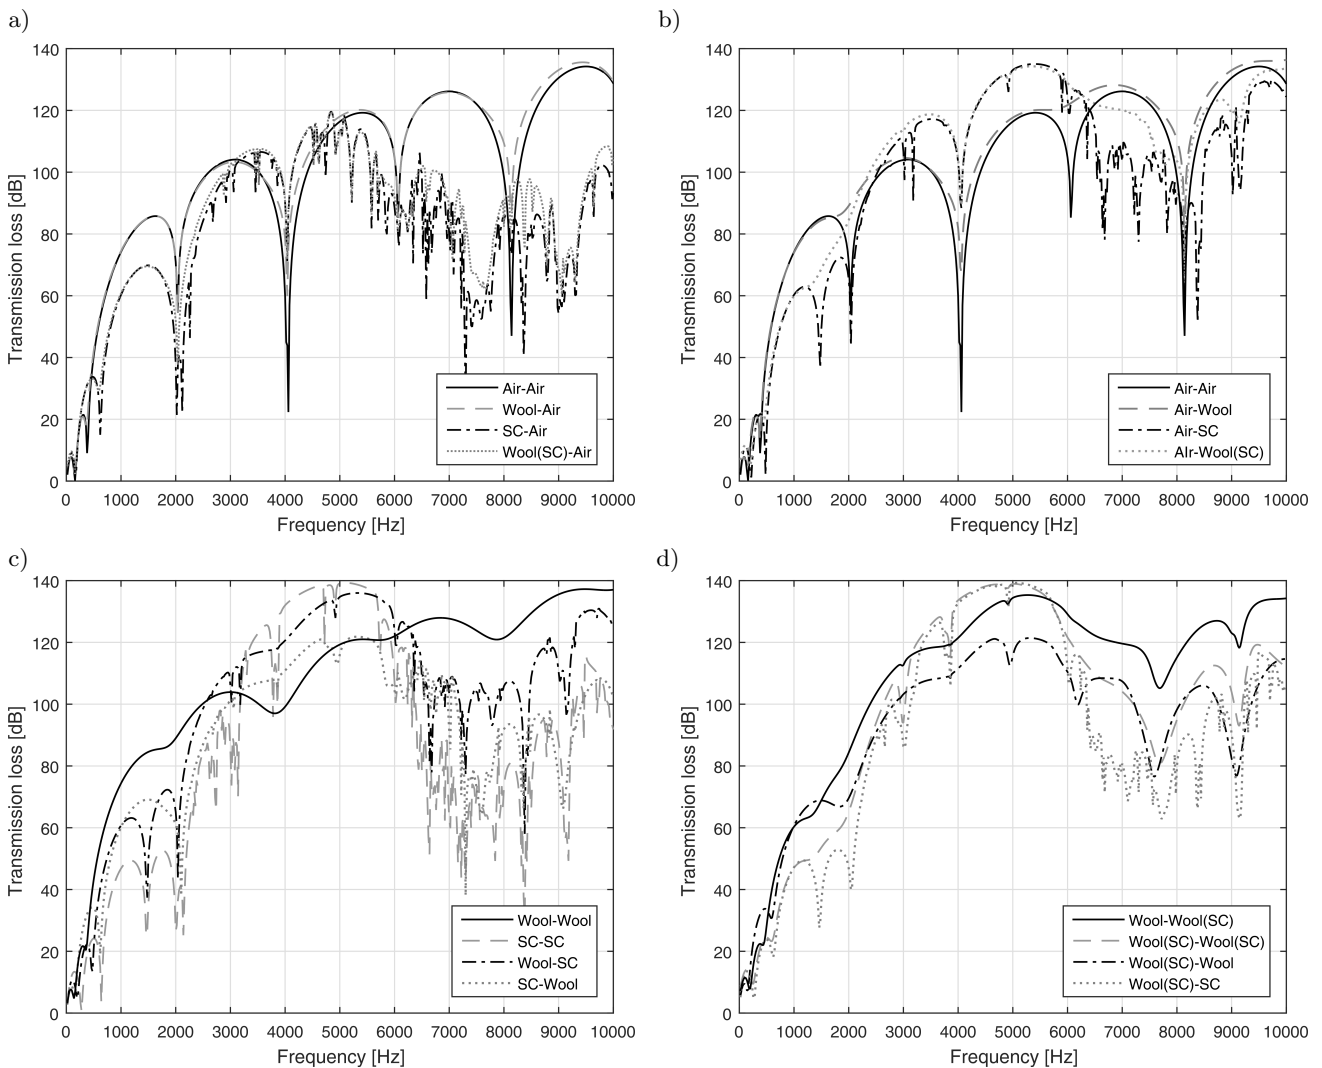 a)
140
120
100
80
60
40
20
0
Transmission loss [dB]
0 1000 2000 3000 4000 5000 6000 7000 8000 9000 10000
Frequency [Hz]
Air-Air
Wool-Air
SC-Air
Wool(SC)-Air
b)
140
120
100
80
60
40
20
0
Transmission loss [dB]
0 1000 2000 3000 4000 5000 6000 7000 8000 9000 10000
Frequency [Hz]
Air-Air
Air-Wool
Air-SC
AIr-Wool(SC)
c)
140
120
100
80
60
40
20
0
Transmission loss [dB]
0 1000 2000 3000 4000 5000 6000 7000 8000 9000 10000
Frequency [Hz]
Wool-Wool
SC-SC
Wool-SC
SC-Wool
d)
140
120
100
80
60
40
20
0
Transmission loss [dB]
0 1000 2000 3000 4000 5000 6000 7000 8000 9000 10000
Frequency [Hz]
Wool-Wool(SC)
Wool(SC)-Wool(SC)
Wool(SC)-Wool
Wool(SC)-SC